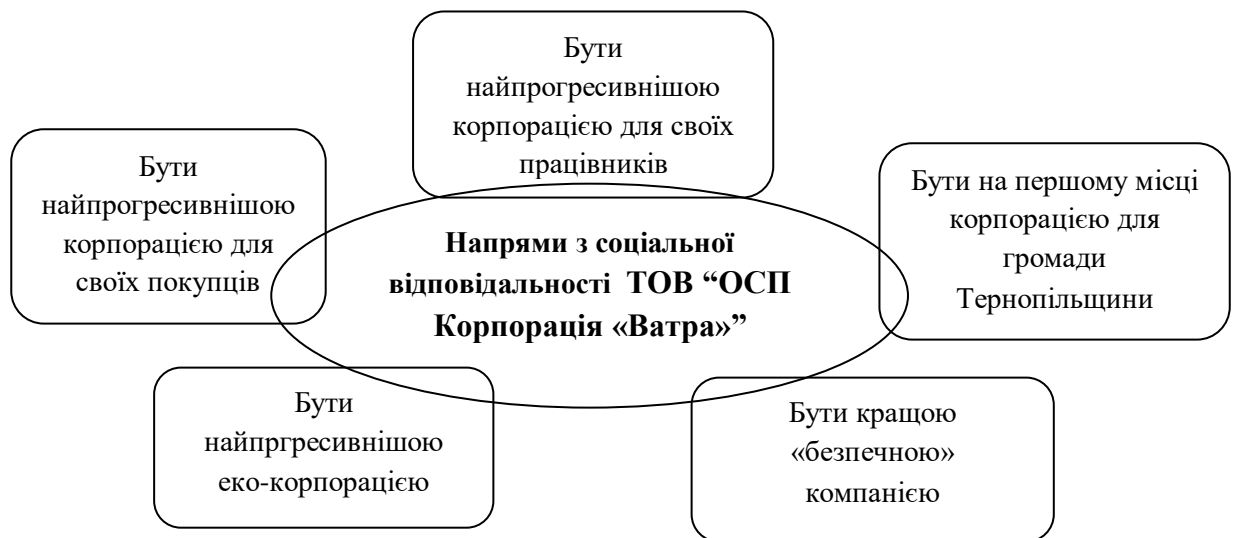 Бути
найпрогресивнішою
корпорацією для своїх
працівників
Бути
найпрогресивнішою
корпорацією для
своїх покупців
Бути на першому місці
корпорацією для
громади
Тернопільщини
Напрями з соціальної
відповідальності ТОВ “ОСП
Корпорація «Ватра»”
Бути
найпргресивнішою
еко-корпорацією
Бути кращою
«безпечною»
компанією